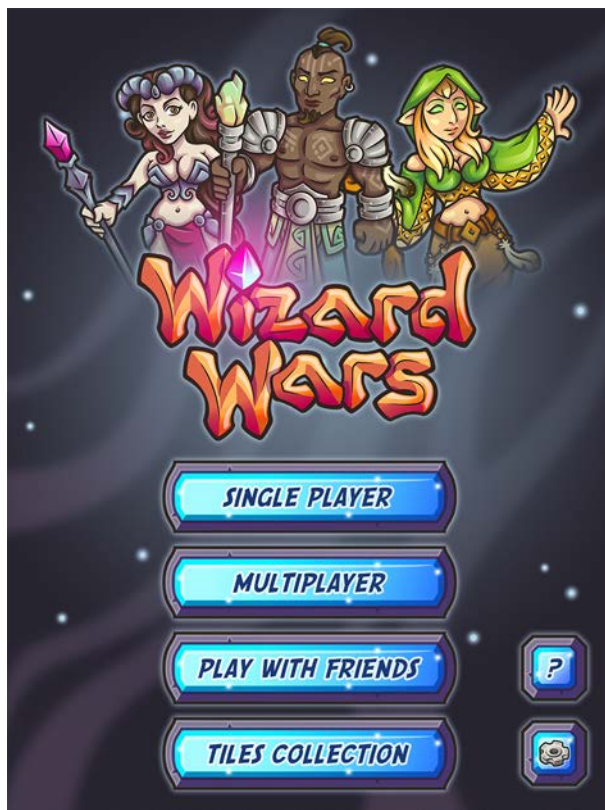 Wizard
Wars
SINGLE PLAYER
MULTIPLAYER
PLAY WITH FRIENDS
?
TILES COLLECTION